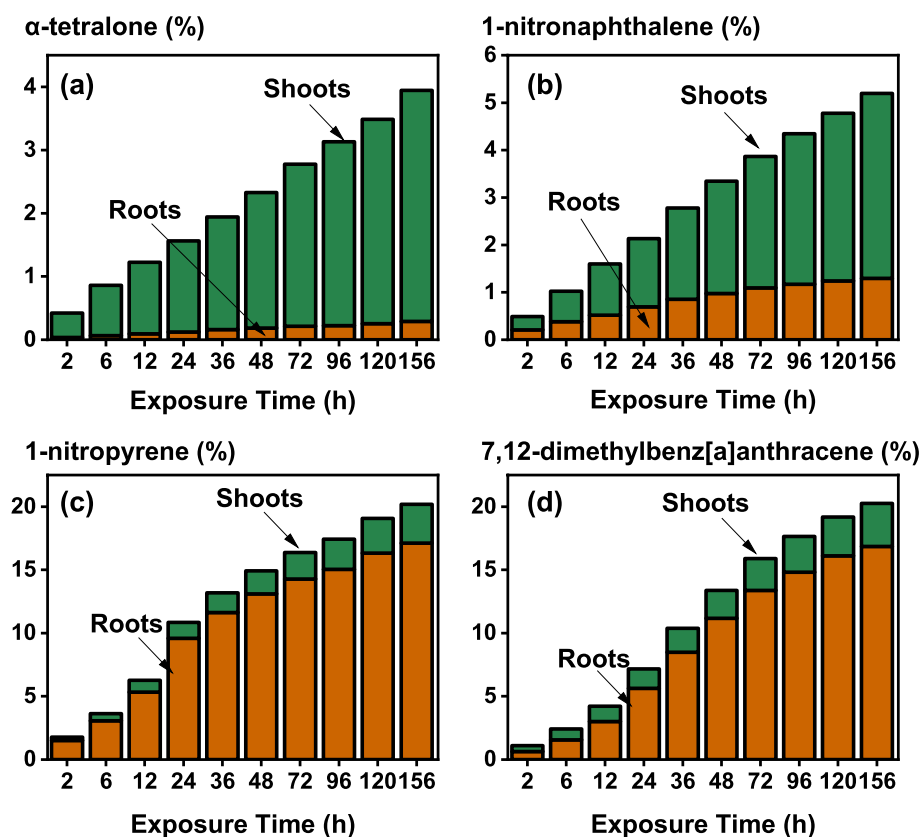 α-tetralone (%)
(a)
Shoots
Roots
4
3
2
1
0
2 6 12 24 36 48 72 96 120 156
Exposure Time (h)
1-nitronaphthalene (%)
(b)
Shoots
Roots
6
5
4
3
2
1
0
2 6 12 24 36 48 72 96 120 156
Exposure Time (h)
1-nitropyrene (%)
(c)
Shoots
Roots
20
15
10
5
0
2 6 12 24 36 48 72 96 120 156
Exposure Time (h)
7,12-dimethylbenz[a]anthracene (%)
(d)
Shoots
Roots
20
15
10
5
0
2 6 12 24 36 48 72 96 120 156
Exposure Time (h)